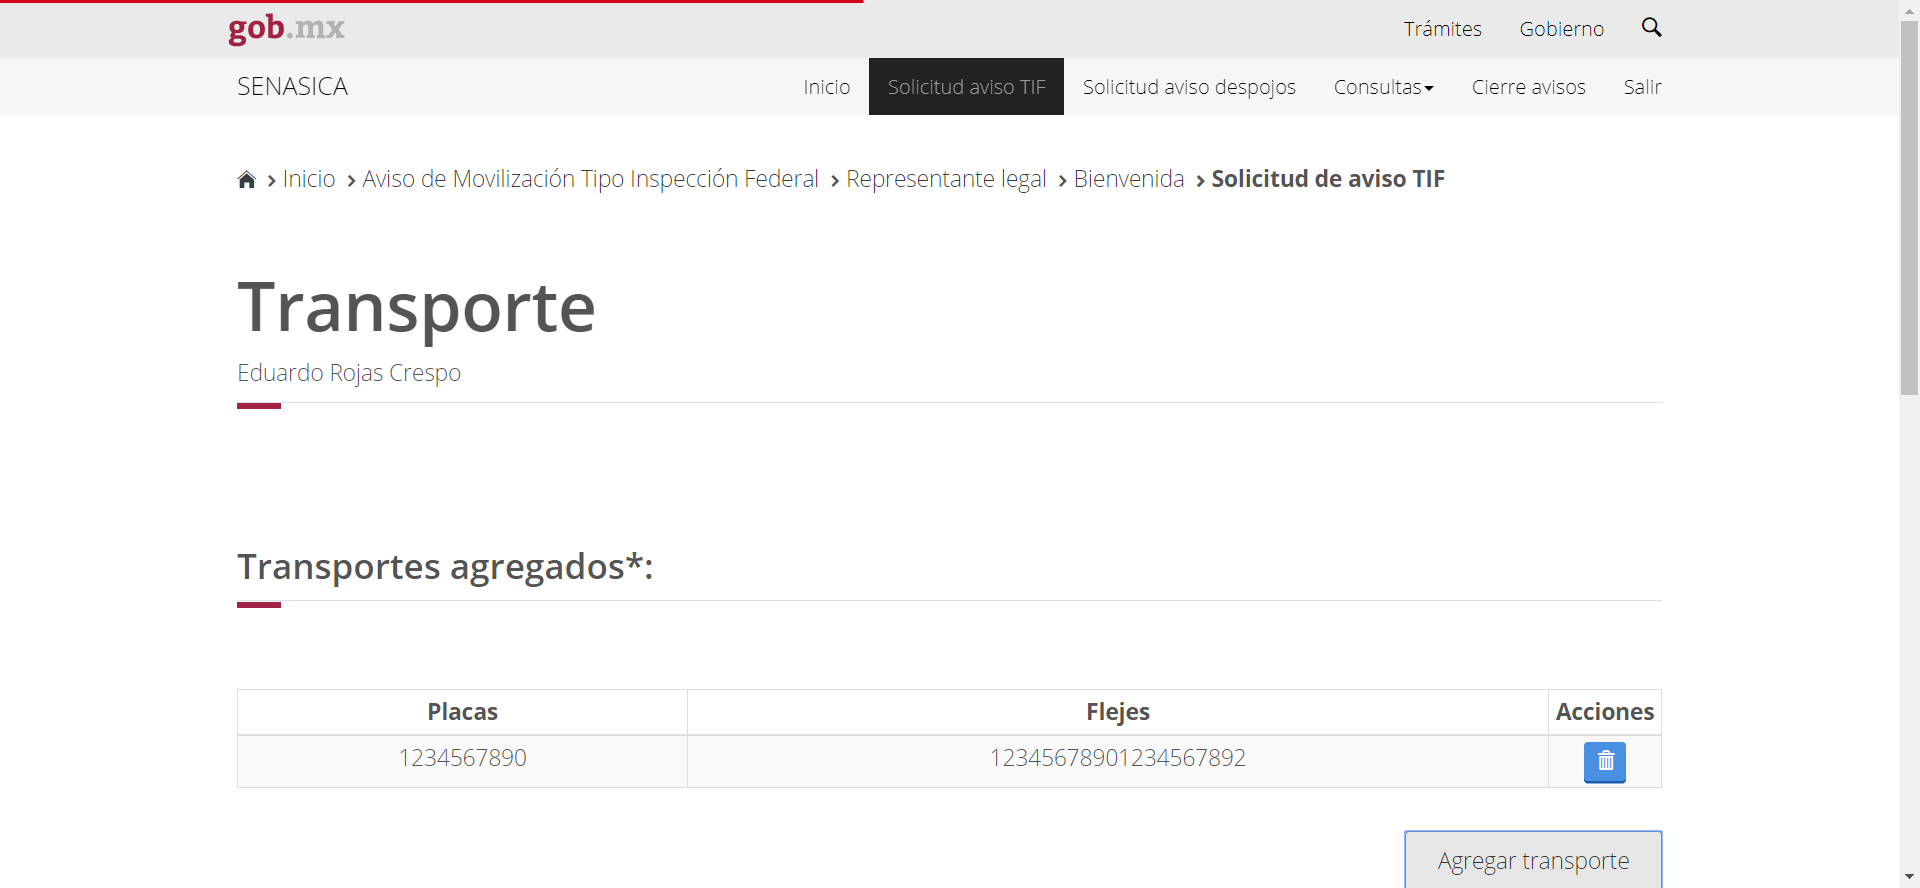 gob.mx
Trámites Gobierno
SENASICA
Inicio Solicitud aviso TIF Solicitud aviso despojos Consultas Cierre avisos Salir
Inicio Aviso de Movilización Tipo Inspección Federal Representante legal Bienvenida Solicitud de aviso TIF
Transporte
Eduardo Rojas Crespo
Transportes agregados*:
Placas Flejes Acciones
1234567890 12345678901234567892
Agregar transporte